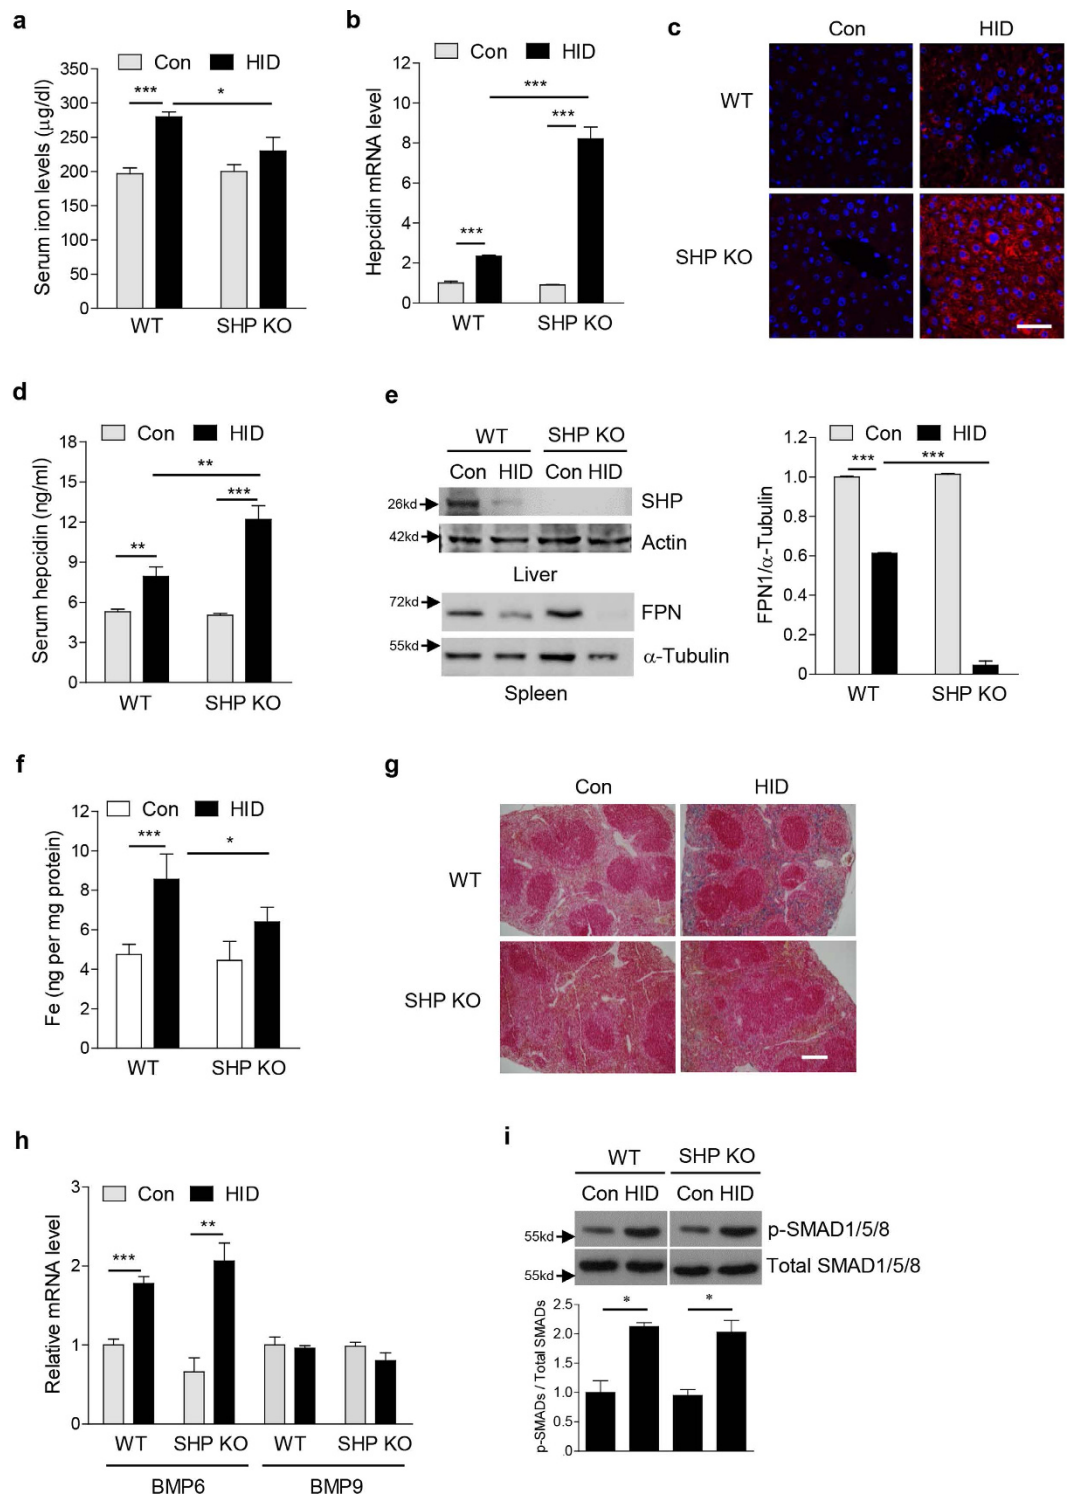 a
Con HID
Serum iron levels (μg/dl)
350
300
250
200
150
100
50
0
***
*
WT SHP KO
b
Con HID
Hepcidin mRNA level
12
10
8
6
4
2
0
***
***
***
WT SHP KO
c
Con HID
WT
SHP KO
d
Con HID
Serum hepcidin (ng/ml)
18
15
12
9
6
3
0
**
**
***
WT SHP KO
e
WT SHP KO
Con HID Con HID
26kd SHP
42kd Actin
Liver
72kd FPN
55kd α-Tubulin
Spleen
Con HID
FPN1/α-Tubulin
1.2
1.0
0.8
0.6
0.4
0.2
0
***
***
WT SHP KO
f
Con HID
Fe (ng per mg protein)
12
10
8
6
4
2
0
***
*
WT SHP KO
g
Con HID
WT
SHP KO
h
Con HID
Relative mRNA level
3
2
1
0
***
**
WT SHP KO WT SHP KO
BMP6 BMP9
i
WT SHP KO
Con HID Con HID
55kd p-SMAD1/5/8
55kd Total SMAD1/5/8
p-SMADs / Total SMADs
2.5
2.0
1.5
1.0
0.5
0
*
*